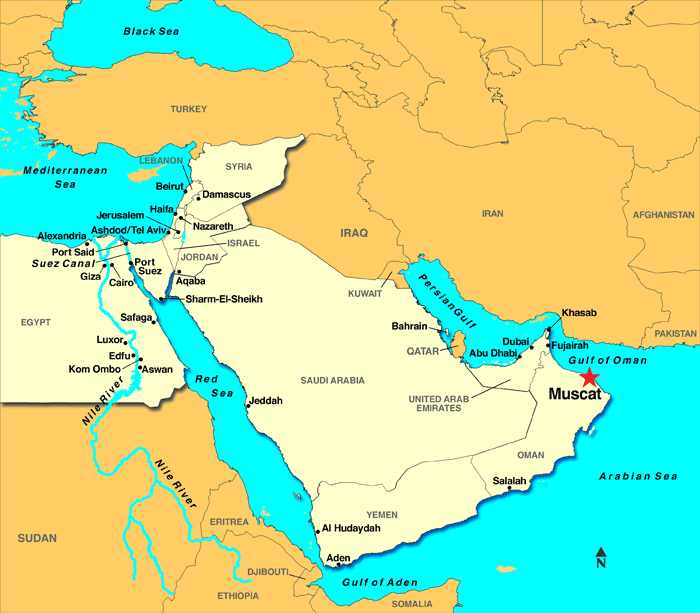 Black Sea
TURKEY
LEBANON
SYRIA
Mediterranean
Sea
Beirut
Damascus
Haifa
Jerusalem
Nazareth
Ashdod/Tel Aviv
Alexandria
ISRAEL
IRAQ
IRAN
AFGHANISTAN
Port Said
Suez Canal
JORDAN
Port
Suez
Giza
Cairo
Aqaba
KUWAIT
Persian Gulf
Sharm-El-Sheikh
Khasab
EGYPT
Safaga
Bahrain
PAKISTAN
Luxor
QATAR
Dubai
Fujairah
Abu Dhabi
Gulf of Oman
Edfu
Kom Ombo
Aswan
Red
Sea
SAUDI ARABIA
UNITED ARAB
EMIRATES
Muscat
Nile River
Jeddah
OMAN
Nile River
Salalah
Arabian Sea
YEMEN
ERITREA
Al Hudaydah
SUDAN
Aden
N
DJIBOUTI
Gulf of Aden
ETHIOPIA
SOMALIA